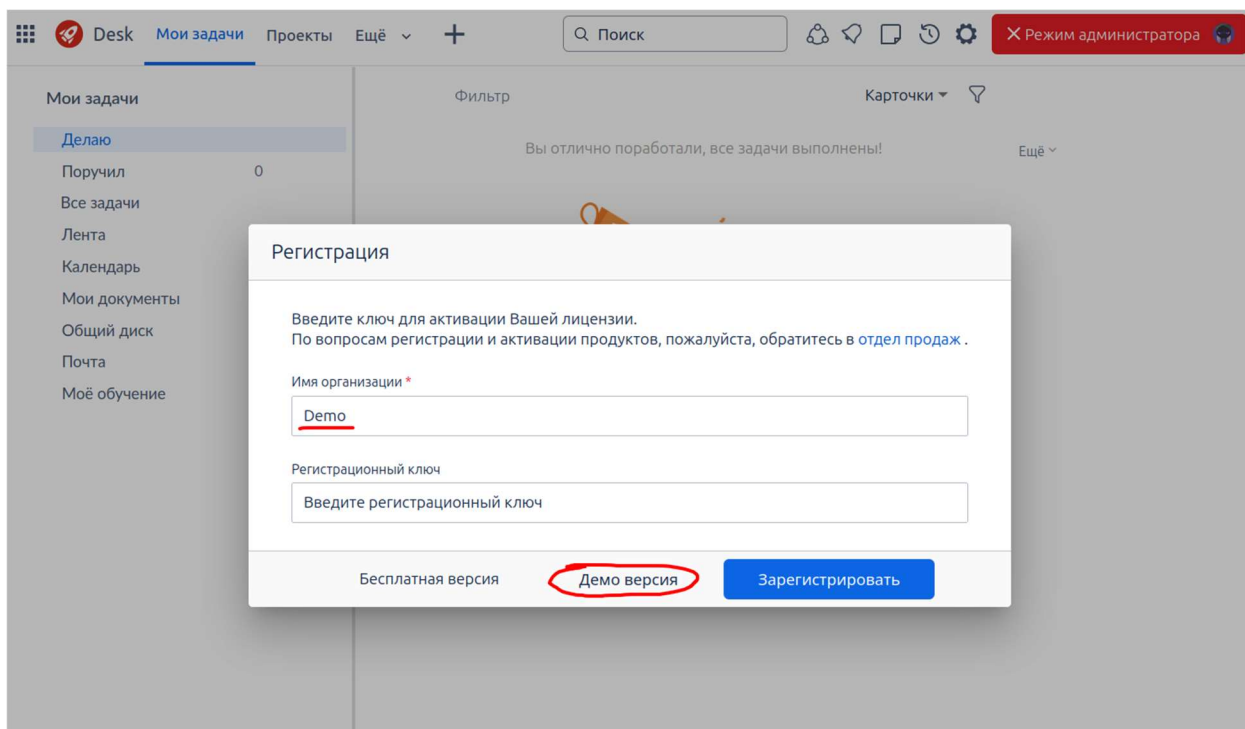 Desk Мои задачи Проекты Ещё Поиск Режим администратора
Мои задачи
Фильтр
Карточки
Делаю
Вы отлично поработали, все задачи выполнены!
Ещё
Поручил 0
Все задачи
Лента
Календарь
Мои документы
Общий диск
Почта
Моё обучение
Регистрация
Введите ключ для активации Вашей лицензии.
По вопросам регистрации и активации продуктов, пожалуйста, обратитесь в отдел продаж .
Имя организации *
Demo
Регистрационный ключ
Введите регистрационный ключ
Бесплатная версия
Демо версия
Зарегистрировать